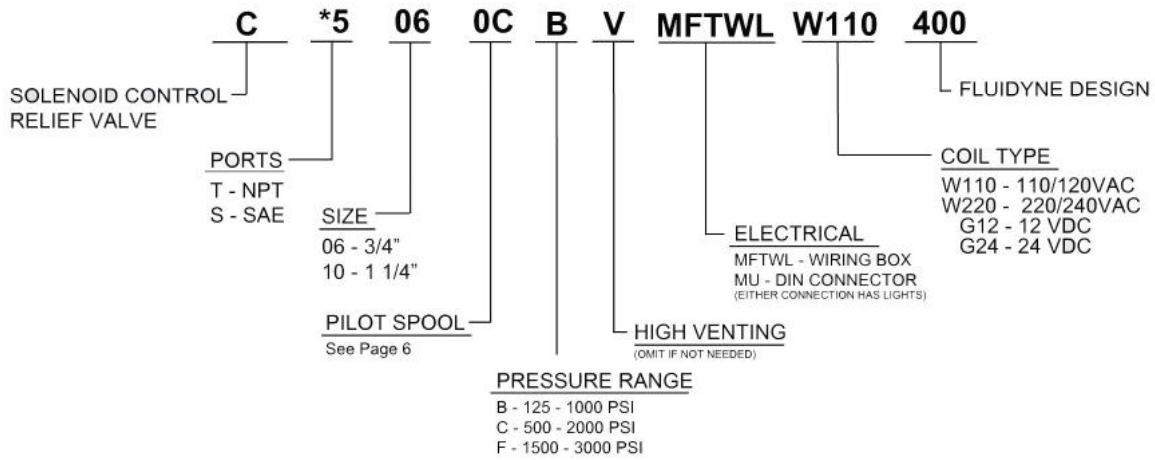 C *5 06 0C B V MFTWL W110 400
SOLENOID CONTROL
RELIEF VALVE
PORTS
T - NPT
S - SAE
SIZE
06 - 3/4"
10 - 1 1/4"
PILOT SPOOL
See Page 6
PRESSURE RANGE
B - 125 - 1000 PSI
C - 500 - 2000 PSI
F - 1500 - 3000 PSI
HIGH VENTING
(OMIT IF NOT NEEDED)
ELECTRICAL
MFTWL - WIRING BOX
MU - DIN CONNECTOR
(EITHER CONNECTION HAS LIGHTS)
COIL TYPE
W110 - 110/120VAC
W220 - 220/240VAC
G12 - 12 VDC
G24 - 24 VDC
FLUIDYNE DESIGN